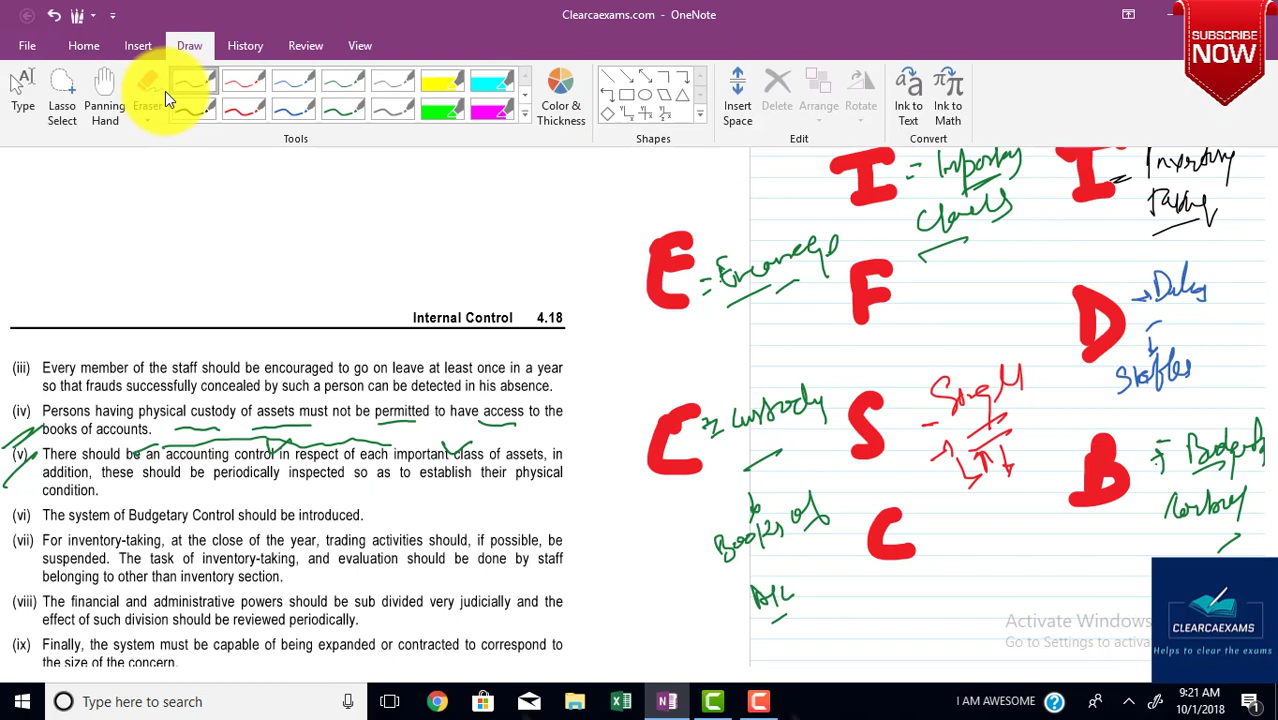 Clearcaexams.com - OneNote
SUBSCRIBE
NOW
File Home Insert Draw History Review View
Type
Lasso
Select
Panning
Hand
Eraser
Color &
Thickness
Insert
Space
Delete
Arrange
Rotate
Ink to
Text
Ink to
Math
Tools Shapes Edit Convert
I = Important
Classes
I = Inventory
Taking
E = Encourage
F
D → Delay
Internal Control 4.18
(iii) Every member of the staff should be encouraged to go on leave at least once in a year
so that frauds successfully concealed by such a person can be detected in his absence.
(iv) Persons having physical custody of assets must not be permitted to have access to the
books of accounts.
(v) There should be an accounting control in respect of each important class of assets, in
addition, these should be periodically inspected so as to establish their physical
condition.
(vi) The system of Budgetary Control should be introduced.
(vii) For inventory-taking, at the close of the year, trading activities should, if possible, be
suspended. The task of inventory-taking, and evaluation should be done by staff
belonging to other than inventory section.
(viii) The financial and administrative powers should be sub divided very judicially and the
effect of such division should be reviewed periodically.
(ix) Finally, the system must be capable of being expanded or contracted to correspond to
the size of the concern.
C = Custody
Books of
A/c
S - Single
C
B
Activate Windows
Go to Settings to activa
CLEARCAEXAMS
Helps to clear the exams
Type here to search
I AM AWESOME
9:21 AM
10/1/2018